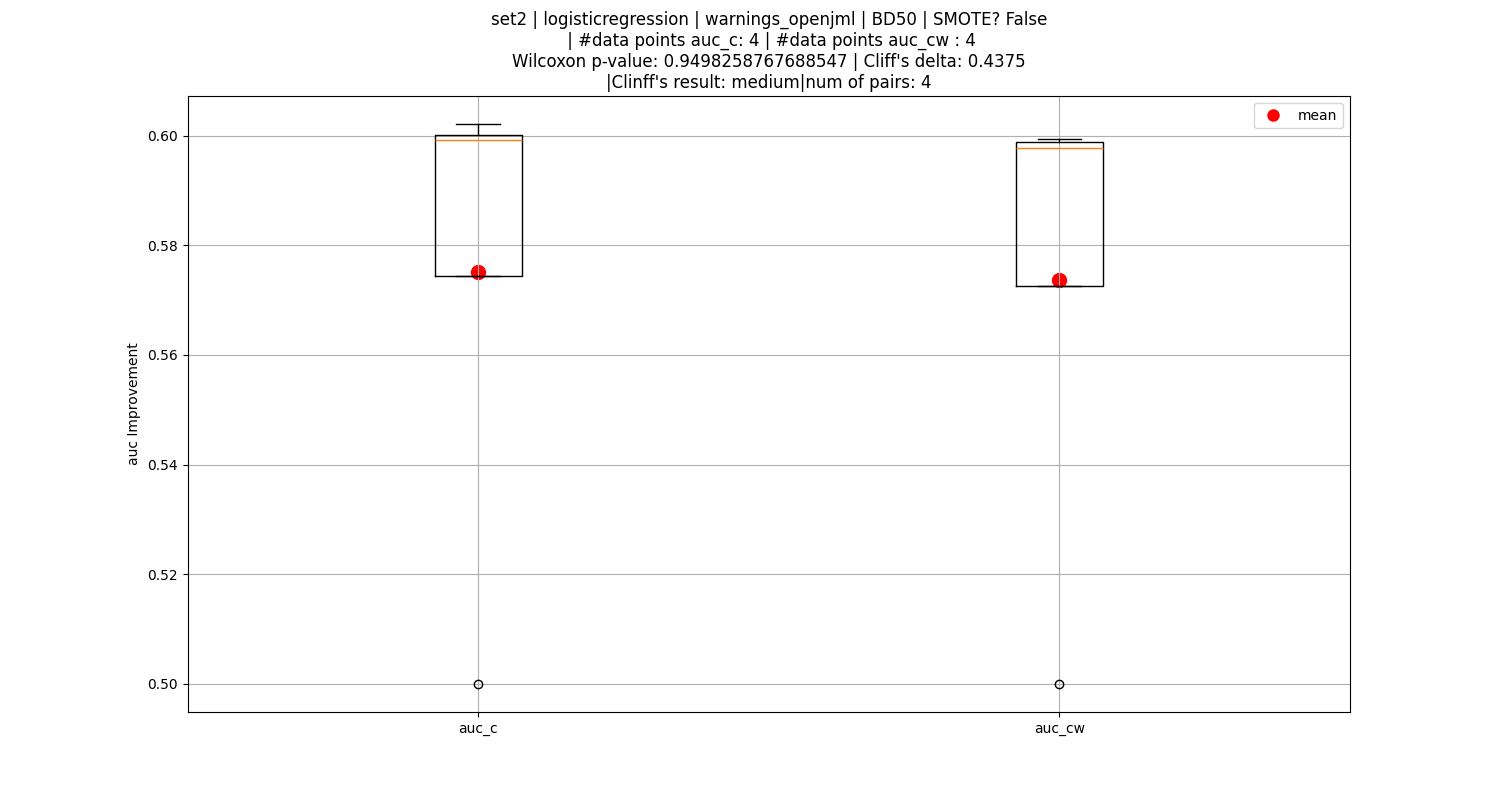 set2 | logisticregression | warnings_openjml | BD50 | SMOTE? False
| #data points auc_c: 4 | #data points auc_cw : 4
Wilcoxon p-value: 0.9498258767688547 | Cliff's delta: 0.4375
|Clinff's result: medium|num of pairs: 4
mean
0.60
0.58
0.56
0.54
0.52
0.50
auc Improvement
auc_c
auc_cw